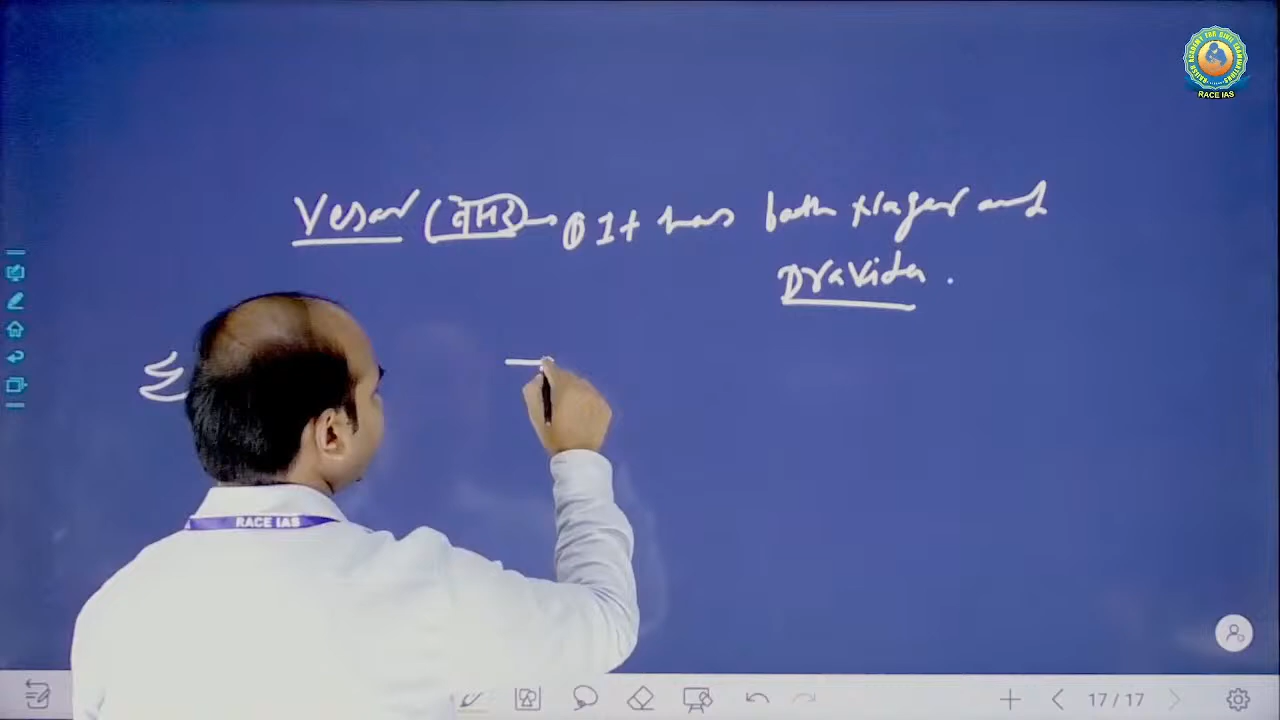 Vesar (वेसर → ① It has both Nagar and
Dravida.
RACE IAS
RACE IAS
17/17